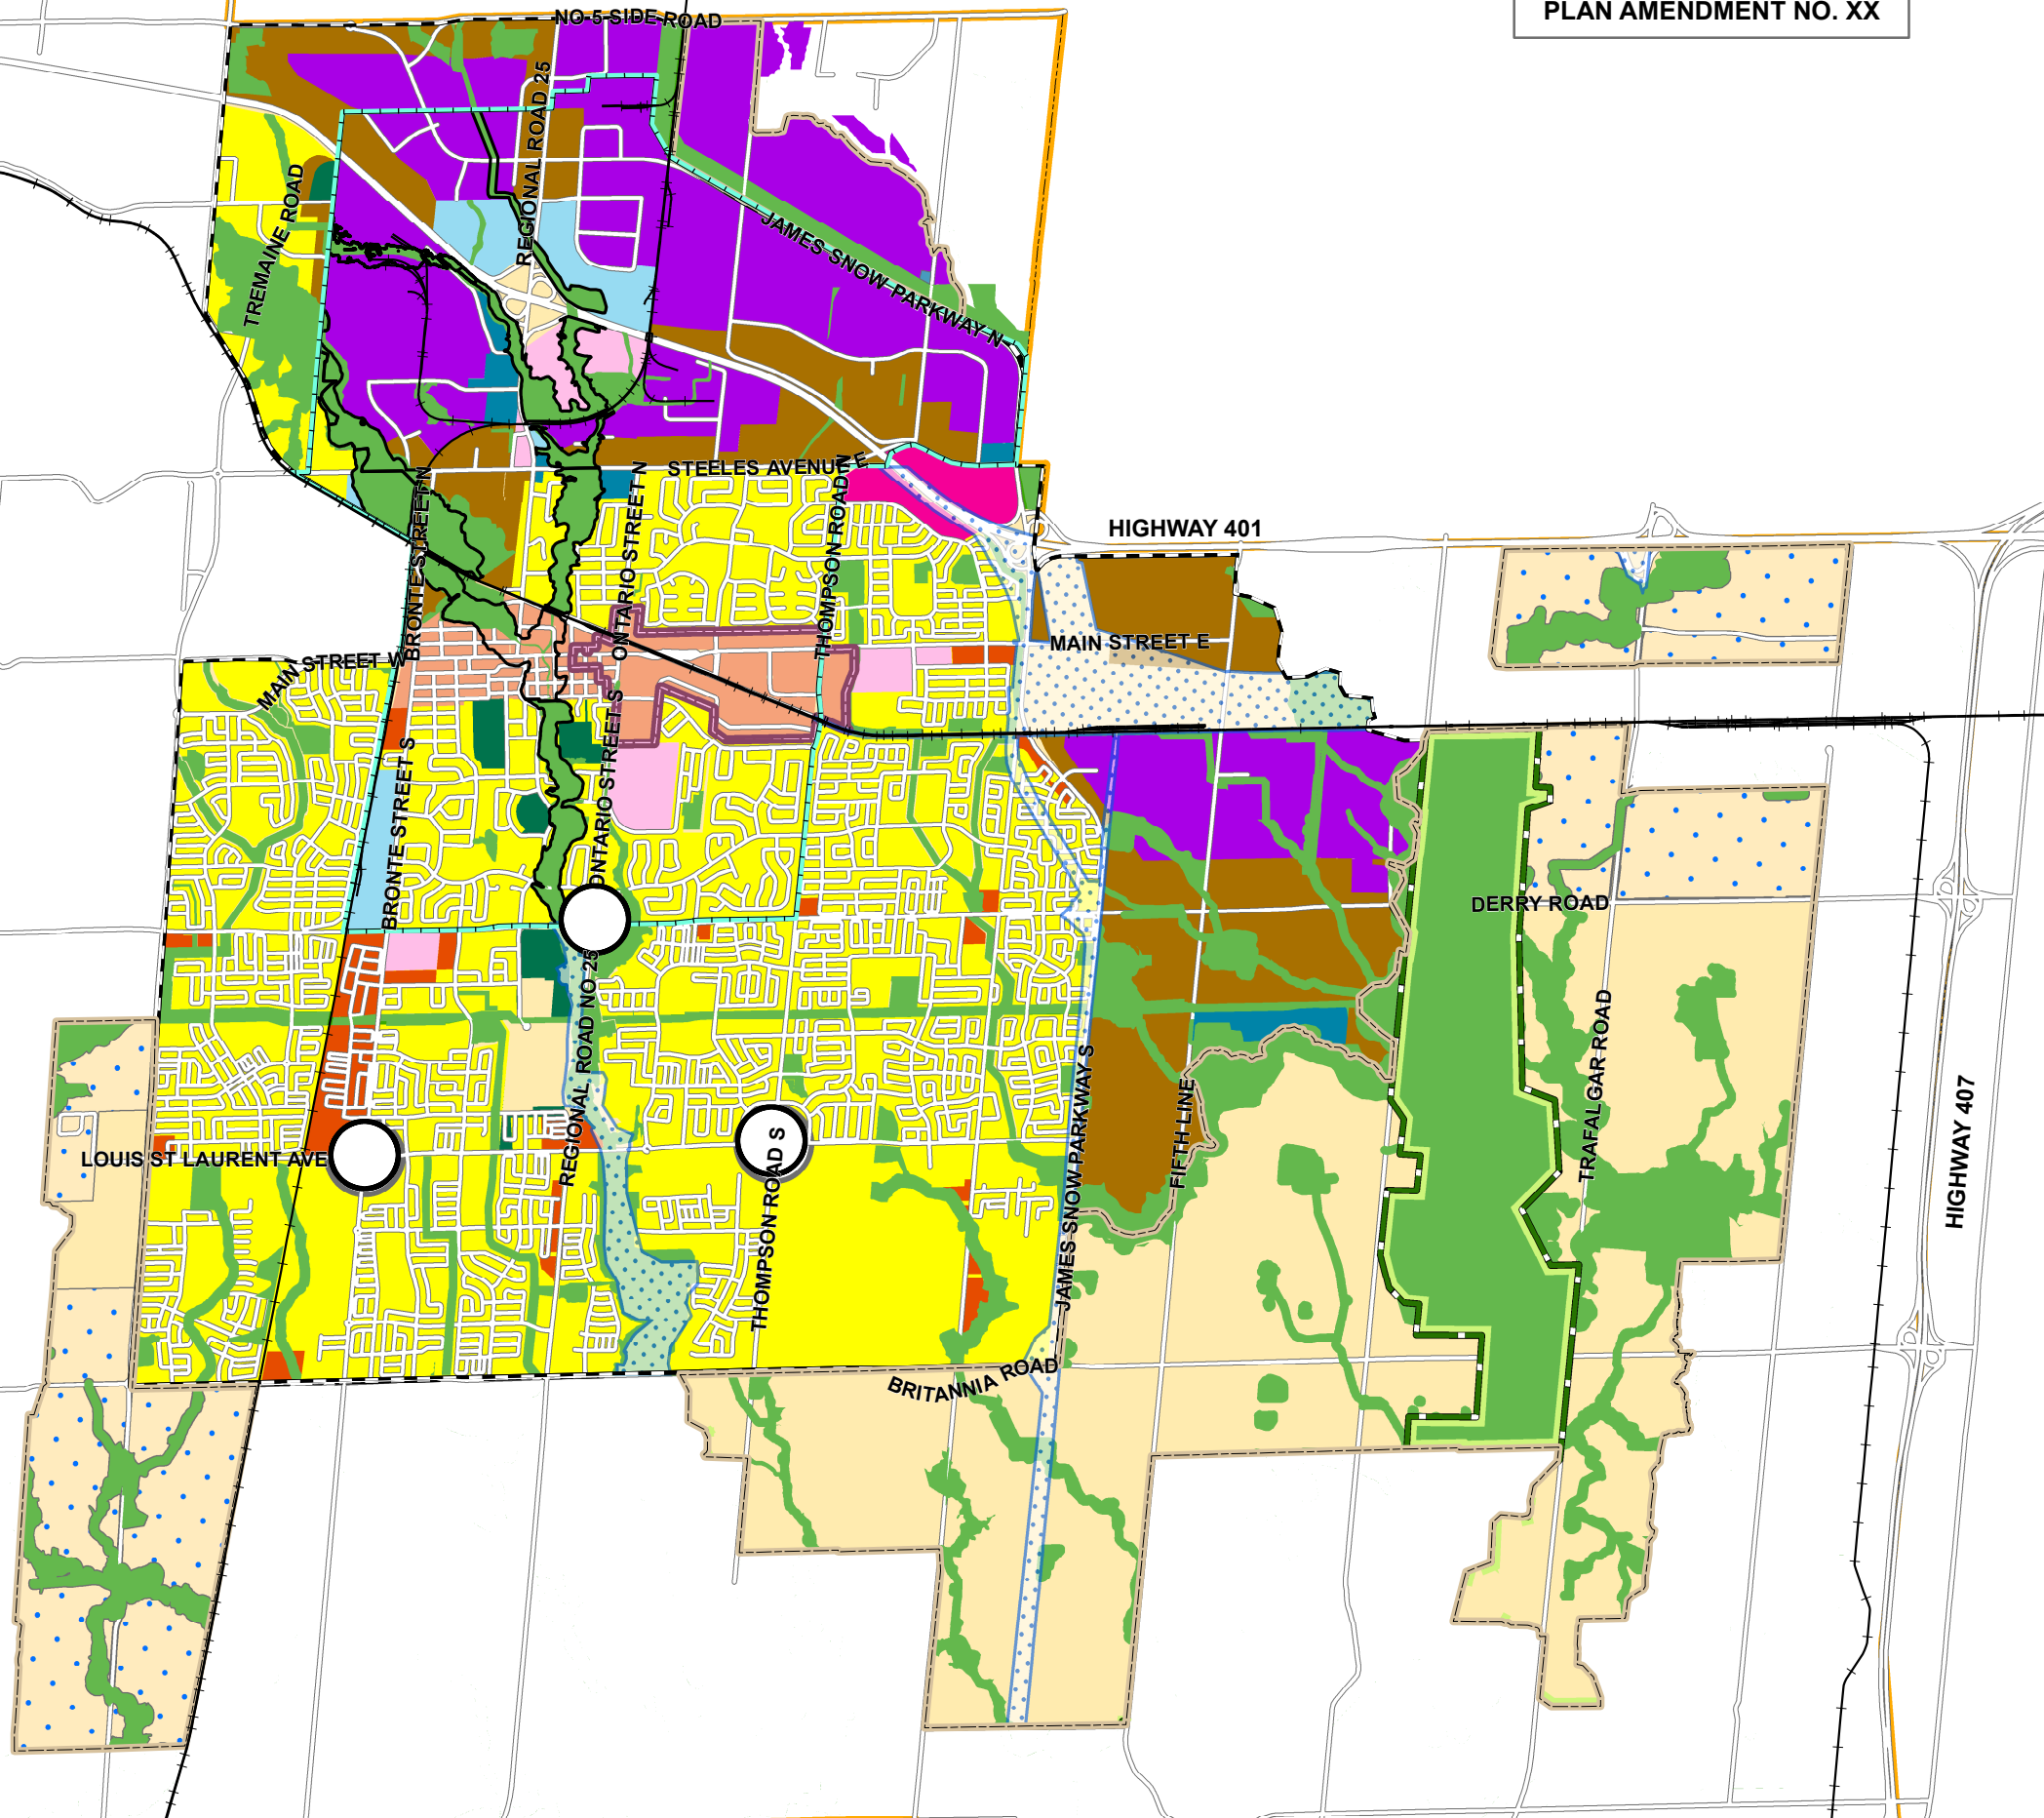 PLAN AMENDMENT NO. XX
NO 5 SIDE ROAD
REGIONAL ROAD 25
TREMAINE ROAD
JAMES SNOW PARKWAY N
STEELES AVENUE E
BRONTE STREET N
ONTARIO STREET N
THOMPSON ROAD N
HIGHWAY 401
MAIN STREET W
MAIN STREET E
BRONTE STREET S
ONTARIO STREET S
DERRY ROAD
REGIONAL ROAD NO 25
JAMES SNOW PARKWAY S
FIFTH LINE
TRAFALGAR ROAD
HIGHWAY 407
LOUIS ST LAURENT AVE
THOMPSON ROAD S
BRITANNIA ROAD